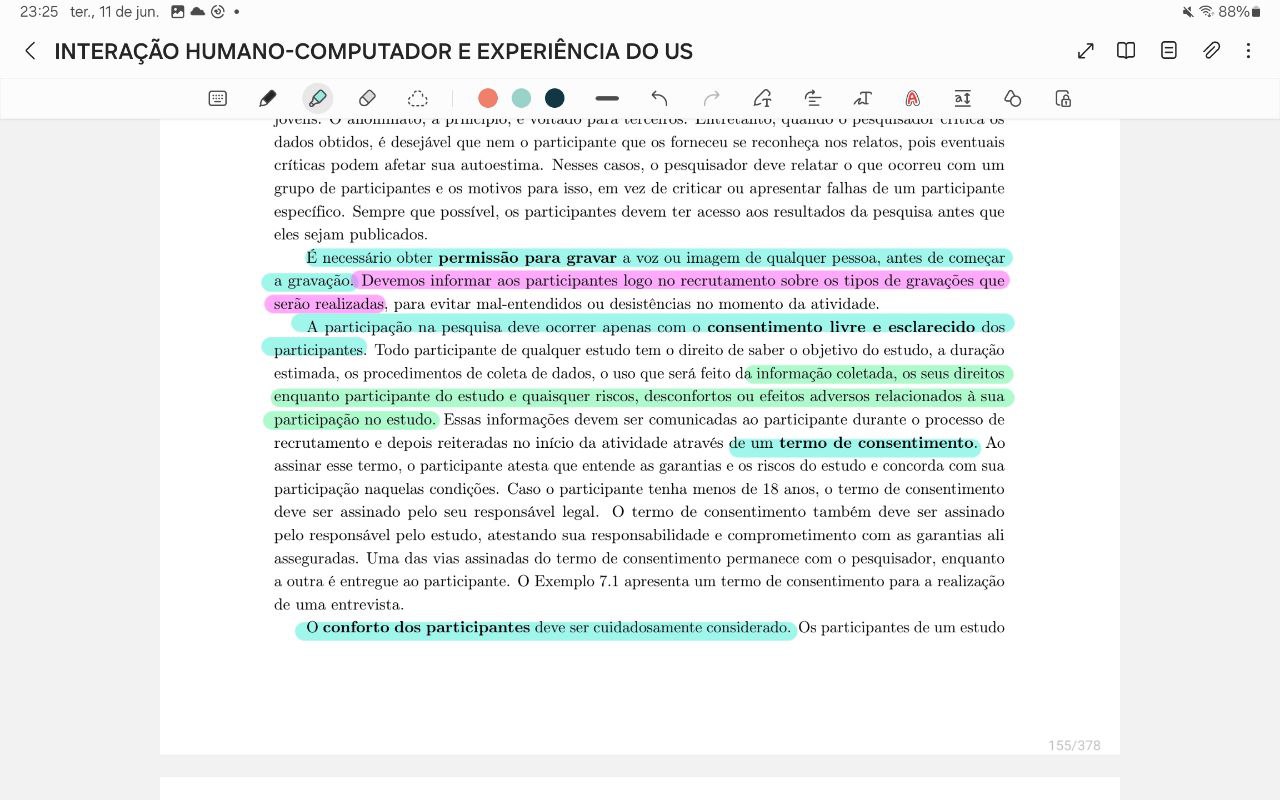 23:25 ter., 11 de jun. 88%
INTERAÇÃO HUMANO-COMPUTADOR E EXPERIÊNCIA DO US
jovens. O anonimato, a princípio, é voltado para terceiros. Entretanto, quando o pesquisador critica os
dados obtidos, é desejável que nem o participante que os forneceu se reconheça nos relatos, pois eventuais
críticas podem afetar sua autoestima. Nesses casos, o pesquisador deve relatar o que ocorreu com um
grupo de participantes e os motivos para isso, em vez de criticar ou apresentar falhas de um participante
específico. Sempre que possível, os participantes devem ter acesso aos resultados da pesquisa antes que
eles sejam publicados.
É necessário obter permissão para gravar a voz ou imagem de qualquer pessoa, antes de começar
a gravação. Devemos informar aos participantes logo no recrutamento sobre os tipos de gravações que
serão realizadas, para evitar mal-entendidos ou desistências no momento da atividade.
A participação na pesquisa deve ocorrer apenas com o consentimento livre e esclarecido dos
participantes. Todo participante de qualquer estudo tem o direito de saber o objetivo do estudo, a duração
estimada, os procedimentos de coleta de dados, o uso que será feito da informação coletada, os seus direitos
enquanto participante do estudo e quaisquer riscos, desconfortos ou efeitos adversos relacionados à sua
participação no estudo. Essas informações devem ser comunicadas ao participante durante o processo de
recrutamento e depois reiteradas no início da atividade através de um termo de consentimento. Ao
assinar esse termo, o participante atesta que entende as garantias e os riscos do estudo e concorda com sua
participação naquelas condições. Caso o participante tenha menos de 18 anos, o termo de consentimento
deve ser assinado pelo seu responsável legal. O termo de consentimento também deve ser assinado
pelo responsável pelo estudo, atestando sua responsabilidade e comprometimento com as garantias ali
asseguradas. Uma das vias assinadas do termo de consentimento permanece com o pesquisador, enquanto
a outra é entregue ao participante. O Exemplo 7.1 apresenta um termo de consentimento para a realização
de uma entrevista.
O conforto dos participantes deve ser cuidadosamente considerado. Os participantes de um estudo
155/378